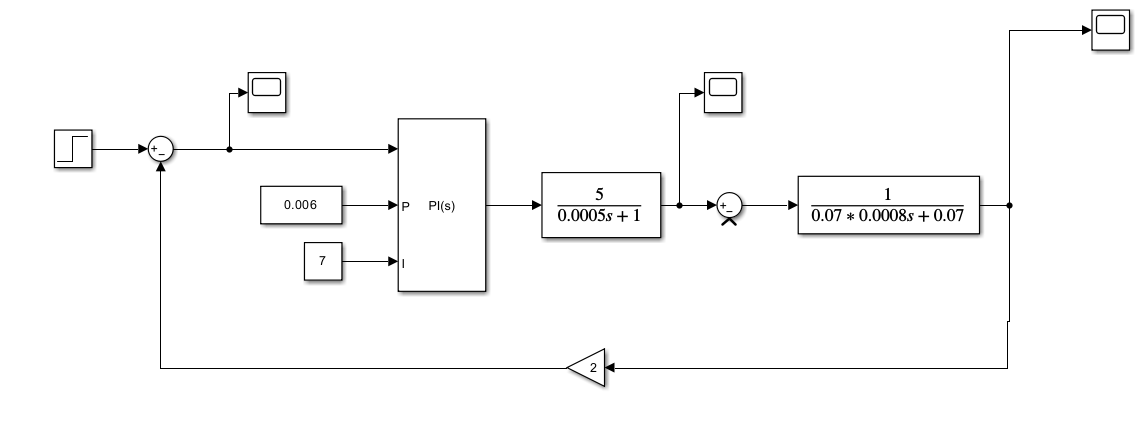 +
−
0.006
P
PI(s)
7
I
5
0.0005s + 1
+
−
1
0.07 ∗ 0.0008s + 0.07
2